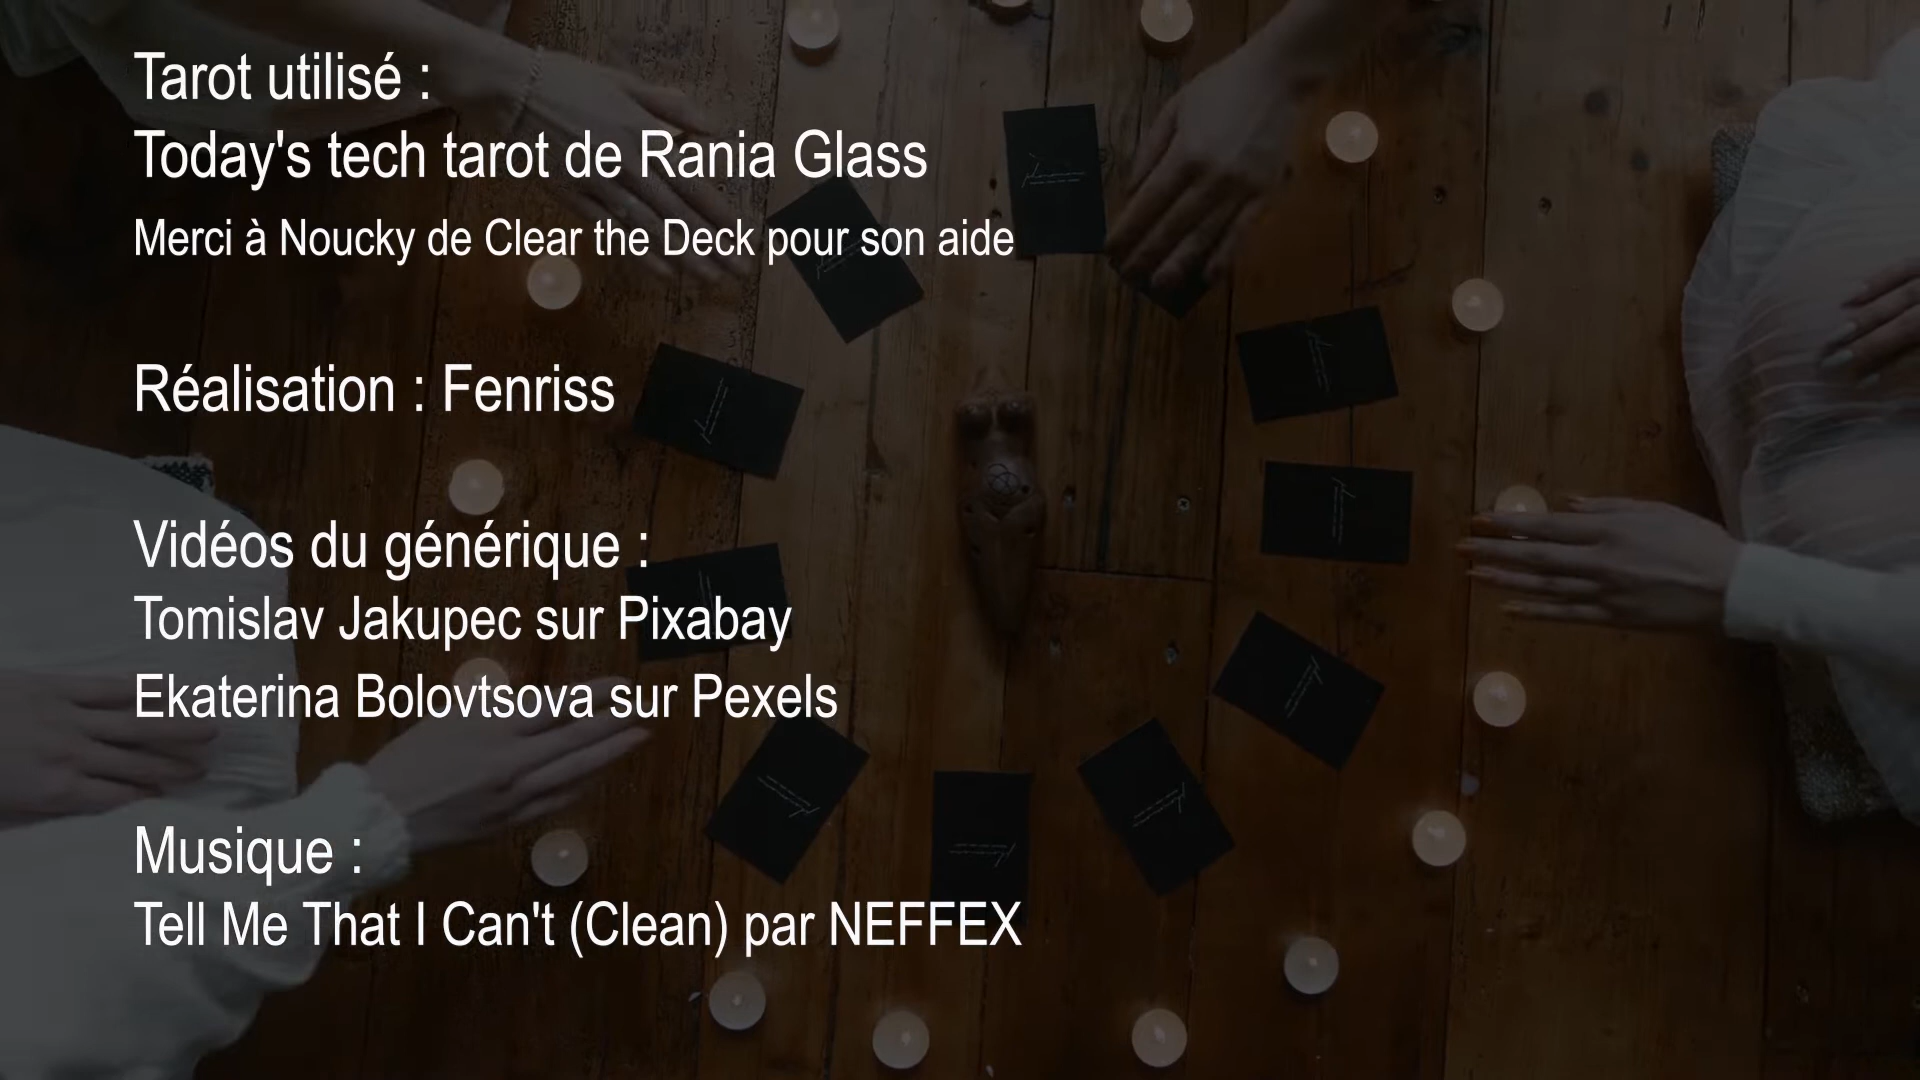 Tarot utilisé :
Today's tech tarot de Rania Glass
Merci à Noucky de Clear the Deck pour son aide
Réalisation : Fenriss
Vidéos du générique :
Tomislav Jakupec sur Pixabay
Ekaterina Bolovtsova sur Pexels
Musique :
Tell Me That I Can't (Clean) par NEFFEX